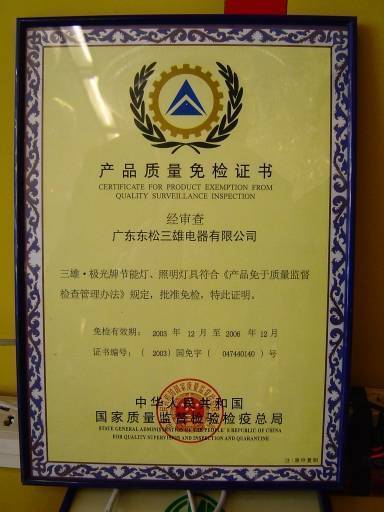 产品质量免检证书
CERTIFICATE FOR PRODUCT EXEMPTION FROM
QUALITY SURVEILLANCE INSPECTION
经审查
广东东松三雄电器有限公司
三雄·极光牌节能灯、照明灯具符合《产品免于质量监督
检查管理办法》规定，批准免检，特此证明。
免检有效期： 2003 年 12 月 至 2006 年 12 月
证书编号：（ 2003）国免字（ 047440140 ）号
中华人民共和国
国家质量监督检验检疫总局
STATE GENERAL ADMINISTRATION OF THE PEOPLE' S REPUBLIC OF CHINA
FOR QUALITY SUPERVISION AND INSPECTION AND QUARANTINE